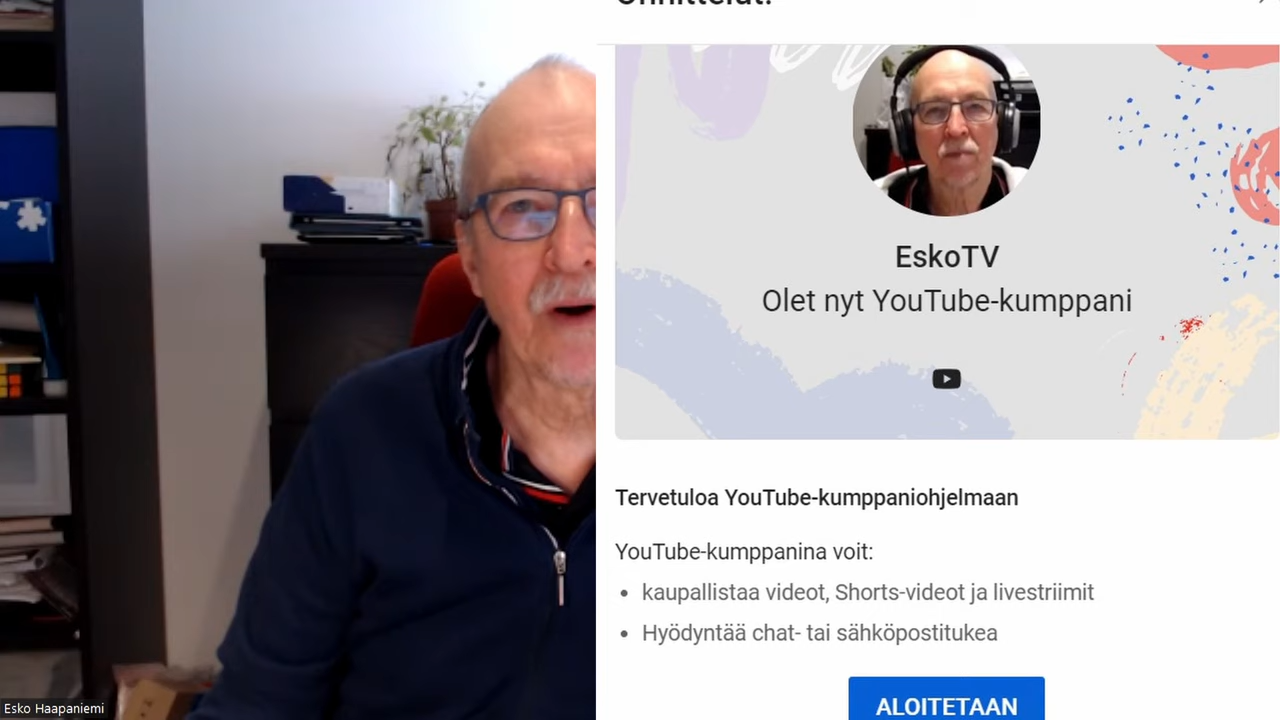 Onnittelut!
EskoTV
Olet nyt YouTube-kumppani
Tervetuloa YouTube-kumppaniohjelmaan
YouTube-kumppanina voit:
kaupallistaa videot, Shorts-videot ja livestriimit
Hyödyntää chat- tai sähköpostitukea
ALOITETAAN
Esko Haapaniemi